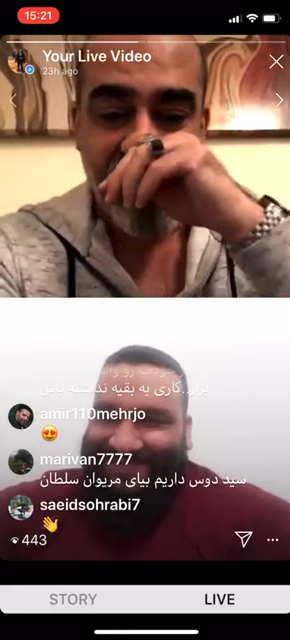 15:21
Your Live Video
23h ago
کاری به بقیه نداشته باش
amir110mehrjo
😍
marivan7777
سید دوس داریم بیای مریوان سلطان
saeidsohrabi7
👋
443
STORY
LIVE